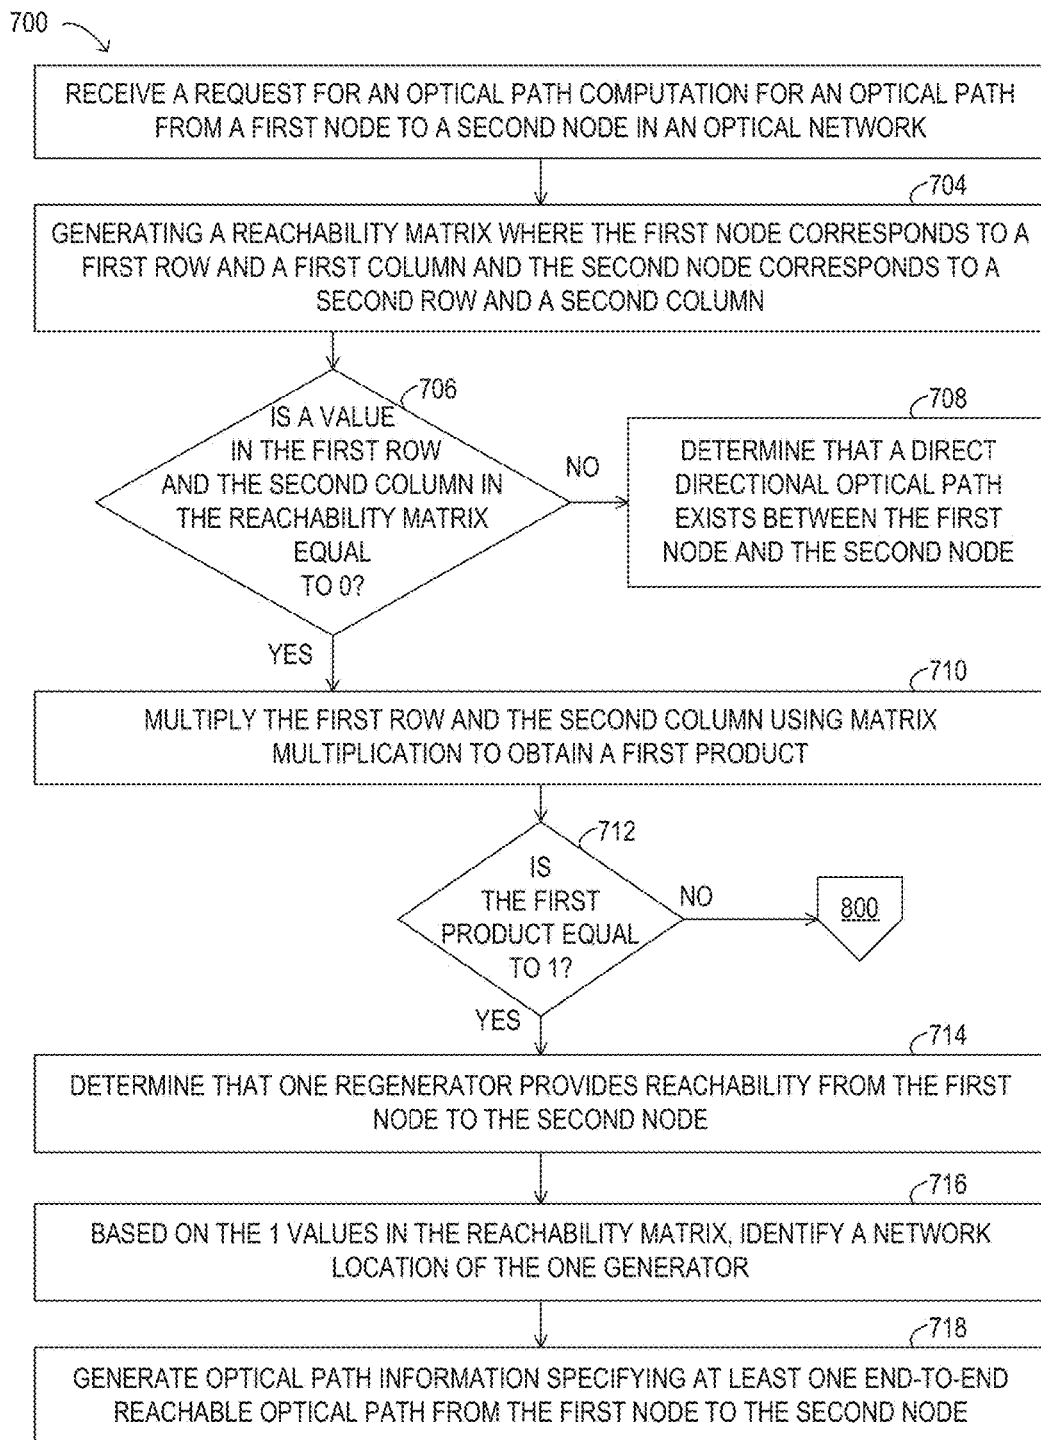 700
RECEIVE A REQUEST FOR AN OPTICAL PATH COMPUTATION FOR AN OPTICAL PATH
FROM A FIRST NODE TO A SECOND NODE IN AN OPTICAL NETWORK
704
GENERATING A REACHABILITY MATRIX WHERE THE FIRST NODE CORRESPONDS TO A
FIRST ROW AND A FIRST COLUMN AND THE SECOND NODE CORRESPONDS TO A
SECOND ROW AND A SECOND COLUMN
706
IS A VALUE
IN THE FIRST ROW
AND THE SECOND COLUMN IN
THE REACHABILITY MATRIX
EQUAL
TO 0?
NO
708
DETERMINE THAT A DIRECT
DIRECTIONAL OPTICAL PATH
EXISTS BETWEEN THE FIRST
NODE AND THE SECOND NODE
YES
710
MULTIPLY THE FIRST ROW AND THE SECOND COLUMN USING MATRIX
MULTIPLICATION TO OBTAIN A FIRST PRODUCT
712
IS
THE FIRST
PRODUCT EQUAL
TO 1?
NO
800
YES
714
DETERMINE THAT ONE REGENERATOR PROVIDES REACHABILITY FROM THE FIRST
NODE TO THE SECOND NODE
716
BASED ON THE 1 VALUES IN THE REACHABILITY MATRIX, IDENTIFY A NETWORK
LOCATION OF THE ONE GENERATOR
718
GENERATE OPTICAL PATH INFORMATION SPECIFYING AT LEAST ONE END-TO-END
REACHABLE OPTICAL PATH FROM THE FIRST NODE TO THE SECOND NODE